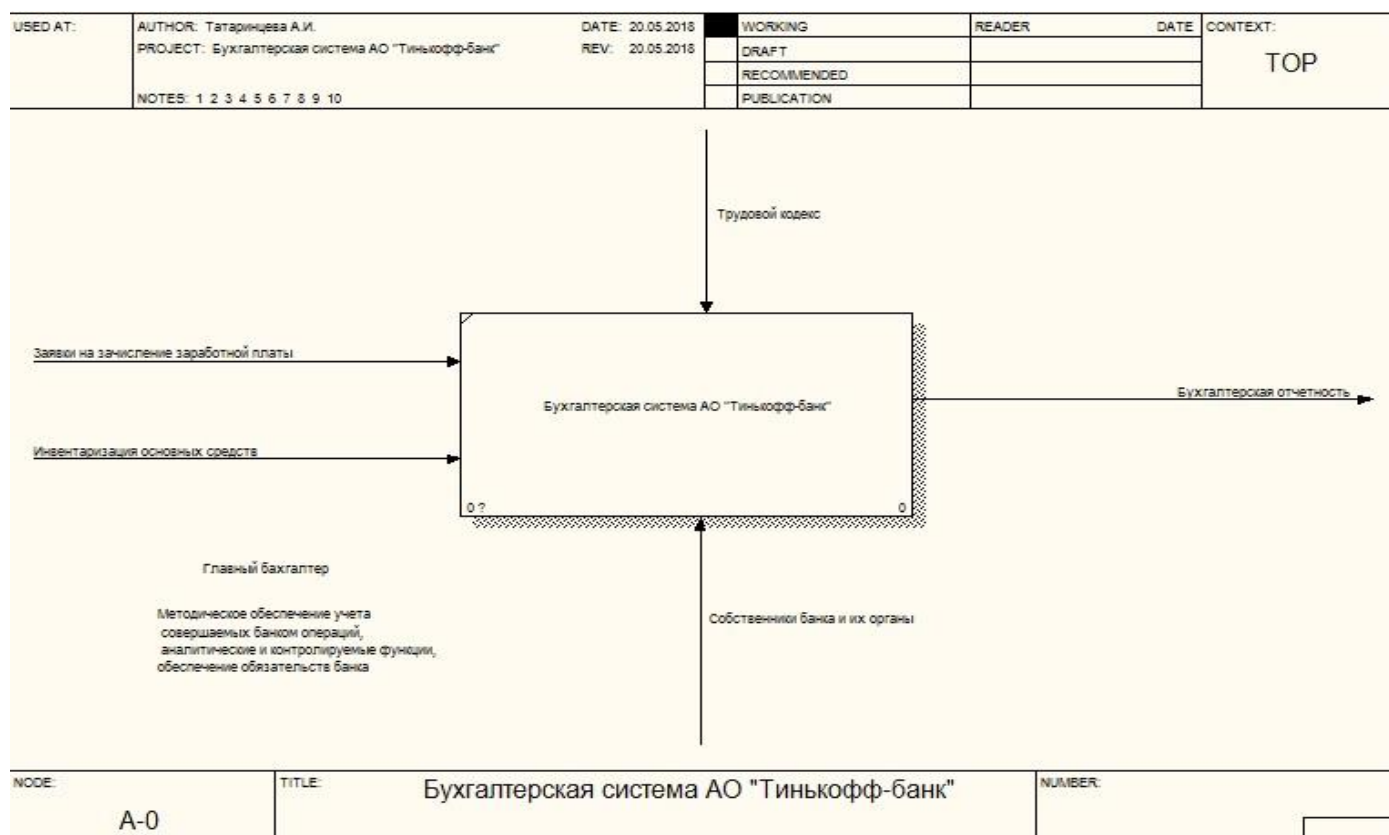 USED AT:
AUTHOR: Татаринцева А.И.
DATE: 20.05.2018
PROJECT: Бухгалтерская система АО "Тинькофф-банк"
REV: 20.05.2018
NOTES: 1 2 3 4 5 6 7 8 9 10
WORKING
DRAFT
RECOMMENDED
PUBLICATION
READER DATE
CONTEXT:
TOP
Трудовой кодекс
Заявки на зачисление заработной платы
Бухгалтерская система АО "Тинькофф-банк"
Бухгалтерская отчетность
Инвентаризация основных средств
0 ?
0
Главный бахгалтер
Методическое обеспечение учета
совершаемых банком операций,
аналитические и контролируемые функции,
обеспечение обязательств банка
Собственники банка и их органы
NODE:
A-0
TITLE:
Бухгалтерская система АО "Тинькофф-банк"
NUMBER: